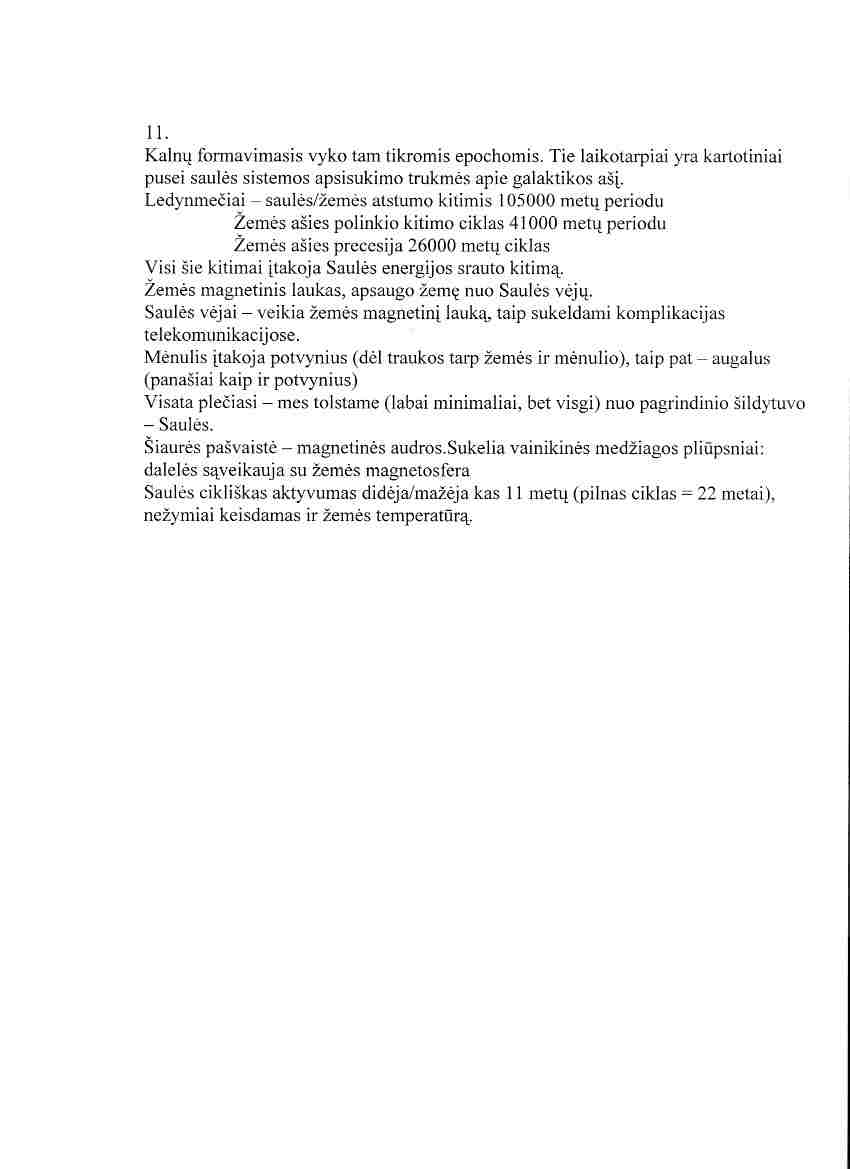 11.
Kalnų formavimasis vyko tam tikromis epochomis. Tie laikotarpiai yra kartotiniai
pusei saulės sistemos apsisukimo trukmės apie galaktikos ašį.
Ledynmečiai – saulės/žemės atstumo kitimis 105000 metų periodu
Žemės ašies polinkio kitimo ciklas 41000 metų periodu
Žemės ašies precesija 26000 metų ciklas
Visi šie kitimai įtakoja Saulės energijos srauto kitimą.
Žemės magnetinis laukas, apsaugo žemę nuo Saulės vėjų.
Saulės vėjai – veikia žemės magnetinį lauką, taip sukeldami komplikacijas
telekomunikacijose.
Mėnulis įtakoja potvynius (dėl traukos tarp žemės ir mėnulio), taip pat – augalus
(panašiai kaip ir potvynius)
Visata plečiasi – mes tolstame (labai minimaliai, bet visgi) nuo pagrindinio šildytuvo
– Saulės.
Šiaurės pašvaistė – magnetinės audros.Sukelia vainikinės medžiagos pliūpsniai:
dalelės sąveikauja su žemės magnetosfera
Saulės cikliškas aktyvumas didėja/mažėja kas 11 metų (pilnas ciklas = 22 metai),
nežymiai keisdamas ir žemės temperatūrą.